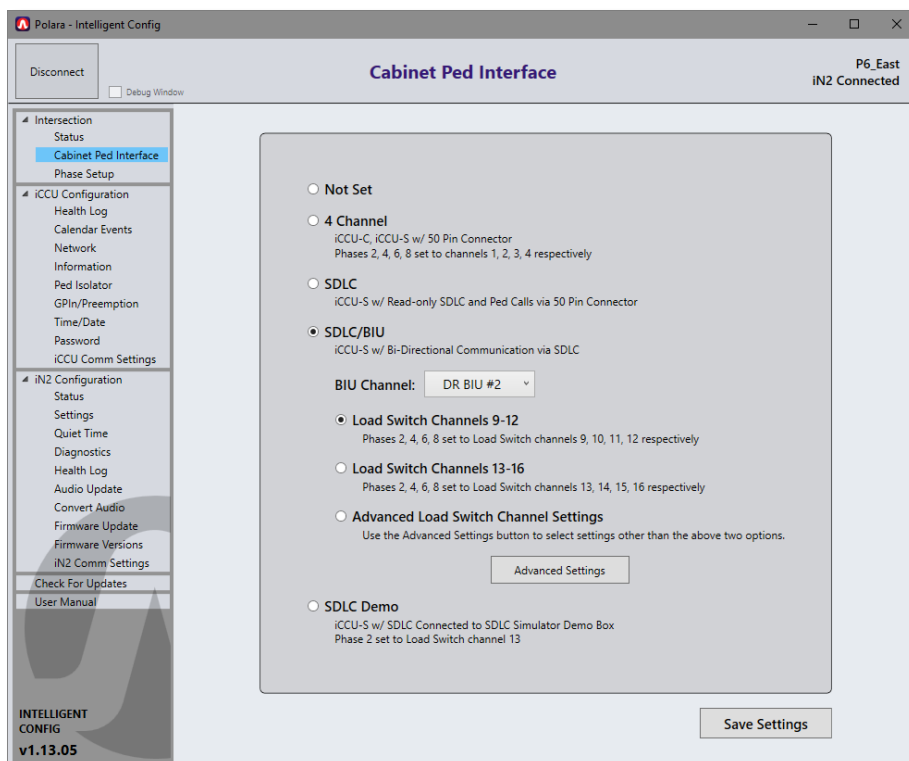 Polara - Intelligent Config
Disconnect
Debug Window
Cabinet Ped Interface
P6_East
iN2 Connected
Intersection
Status
Cabinet Ped Interface
Phase Setup
iCCU Configuration
Health Log
Calendar Events
Network
Information
Ped Isolator
GPIn/Preemption
Time/Date
Password
iCCU Comm Settings
iN2 Configuration
Status
Settings
Quiet Time
Diagnostics
Health Log
Audio Update
Convert Audio
Firmware Update
Firmware Versions
iN2 Comm Settings
Check For Updates
User Manual
INTELLIGENT
CONFIG
v1.13.05
Not Set
4 Channel
iCCU-C, iCCU-S w/ 50 Pin Connector
Phases 2, 4, 6, 8 set to channels 1, 2, 3, 4 respectively
SDLC
iCCU-S w/ Read-only SDLC and Ped Calls via 50 Pin Connector
SDLC/BIU
iCCU-S w/ Bi-Directional Communication via SDLC
BIU Channel: DR BIU #2
Load Switch Channels 9-12
Phases 2, 4, 6, 8 set to Load Switch channels 9, 10, 11, 12 respectively
Load Switch Channels 13-16
Phases 2, 4, 6, 8 set to Load Switch channels 13, 14, 15, 16 respectively
Advanced Load Switch Channel Settings
Use the Advanced Settings button to select settings other than the above two options.
Advanced Settings
SDLC Demo
iCCU-S w/ SDLC Connected to SDLC Simulator Demo Box
Phase 2 set to Load Switch channel 13
Save Settings